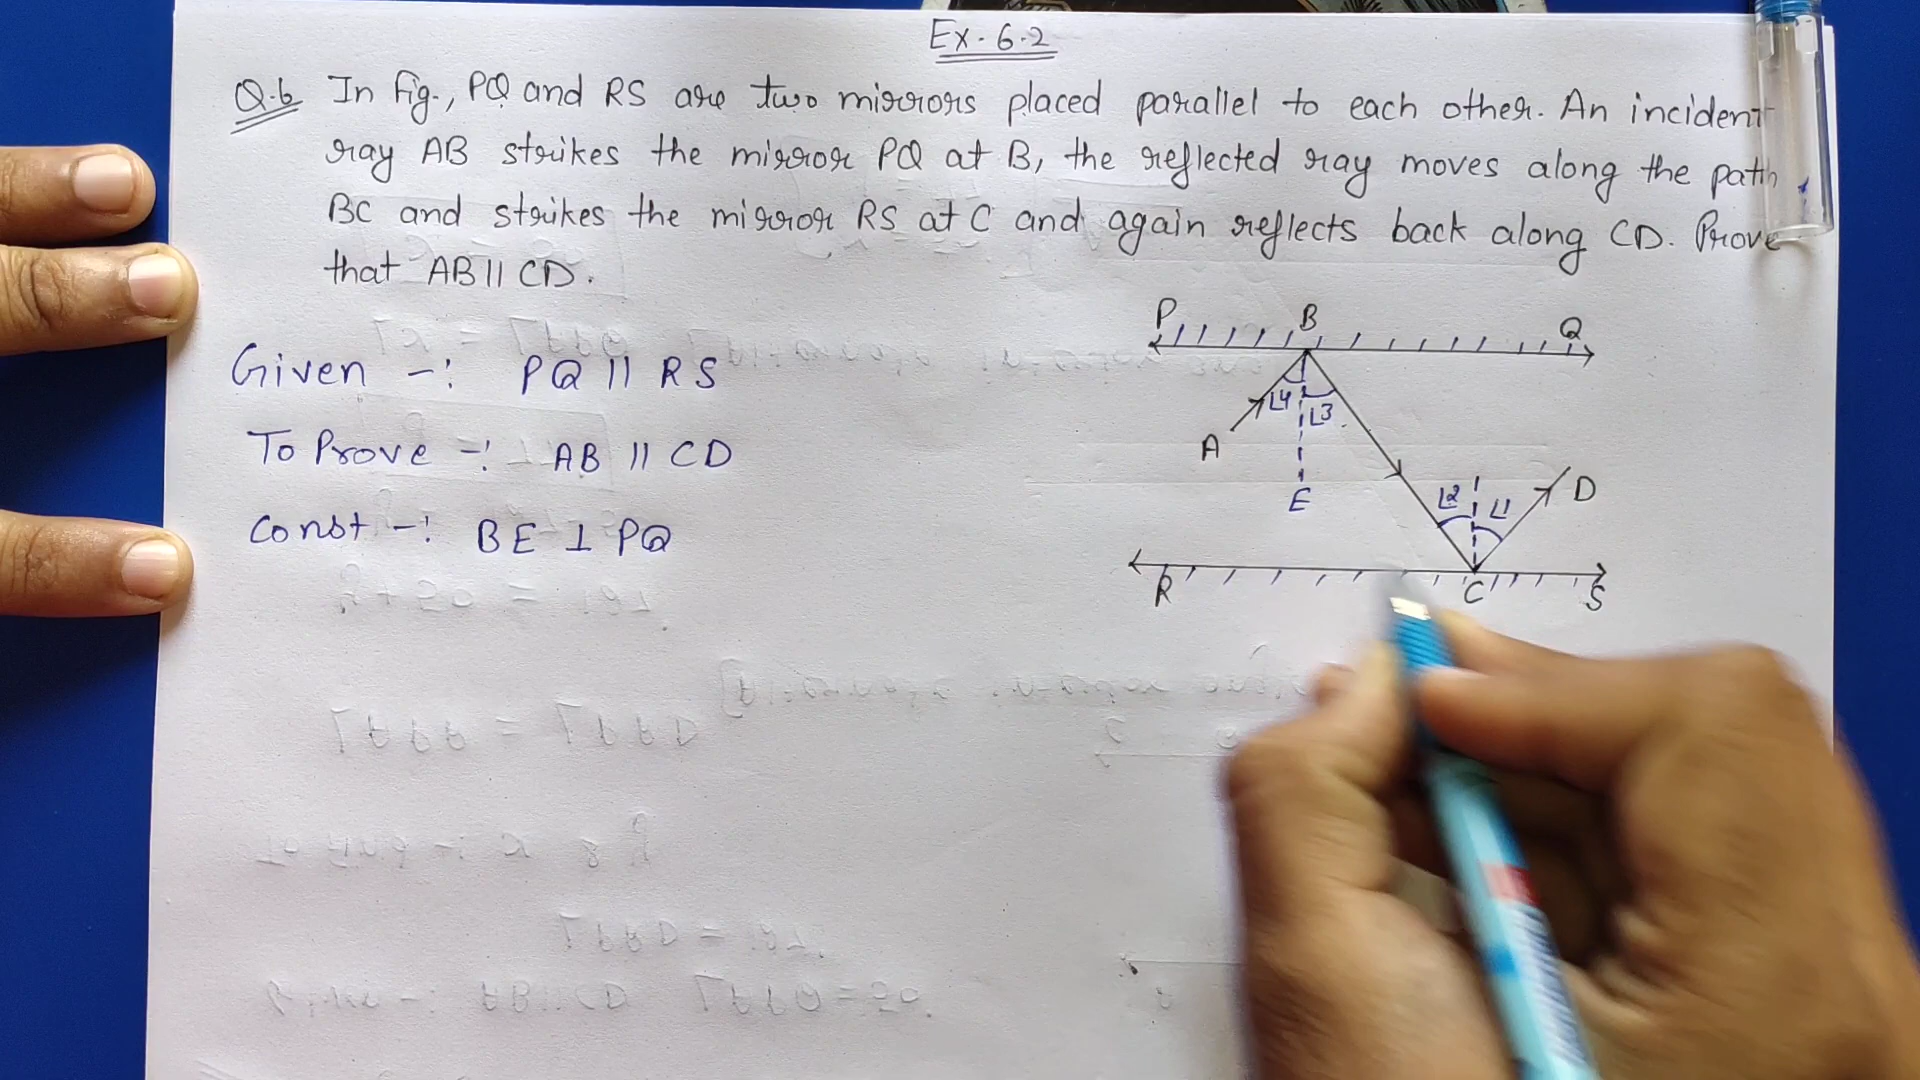 Ex. 6.2
Q.6 In fig., PQ and RS are two mirrors placed parallel to each other. An incident
ray AB strikes the mirror PQ at B, the reflected ray moves along the path
BC and strikes the mirror RS at C and again reflects back along CD. Prove
that AB || CD.
P B Q
Given -: PQ || RS
∠4 ∠3
A
To Prove -: AB || CD
E
∠2 ∠1 D
Const -: BE ⊥ PQ
R C S